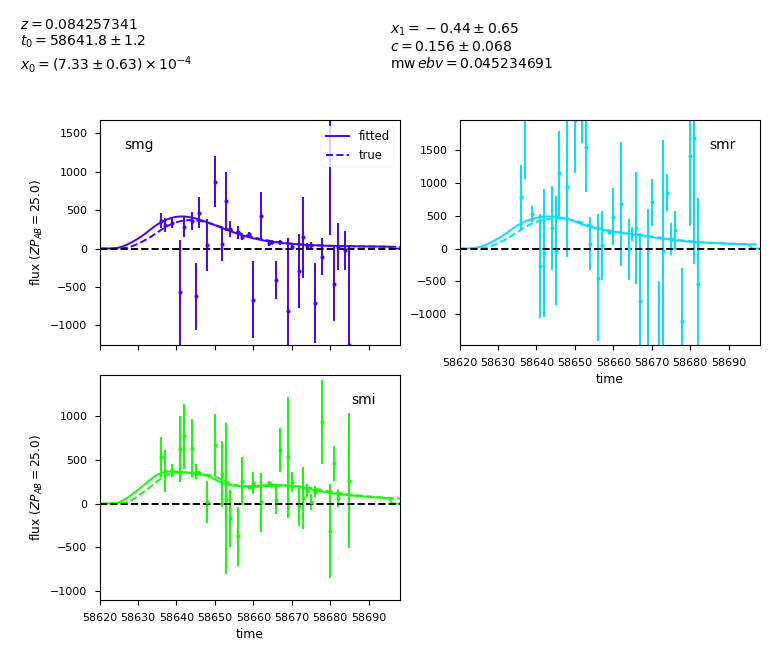 z = 0.084257341
t₀ = 58641.8 ± 1.2
x₀ = (7.33 ± 0.63) × 10⁻⁴
x₁ = −0.44 ± 0.65
c = 0.156 ± 0.068
mw ebv = 0.045234691
smg
fitted
true
1500
1000
500
0
−500
−1000
flux (ZP_AB = 25.0)
smr
1500
1000
500
0
−500
−1000
58620 58630 58640 58650 58660 58670 58680 58690
time
smi
1000
500
0
−500
−1000
flux (ZP_AB = 25.0)
58620 58630 58640 58650 58660 58670 58680 58690
time